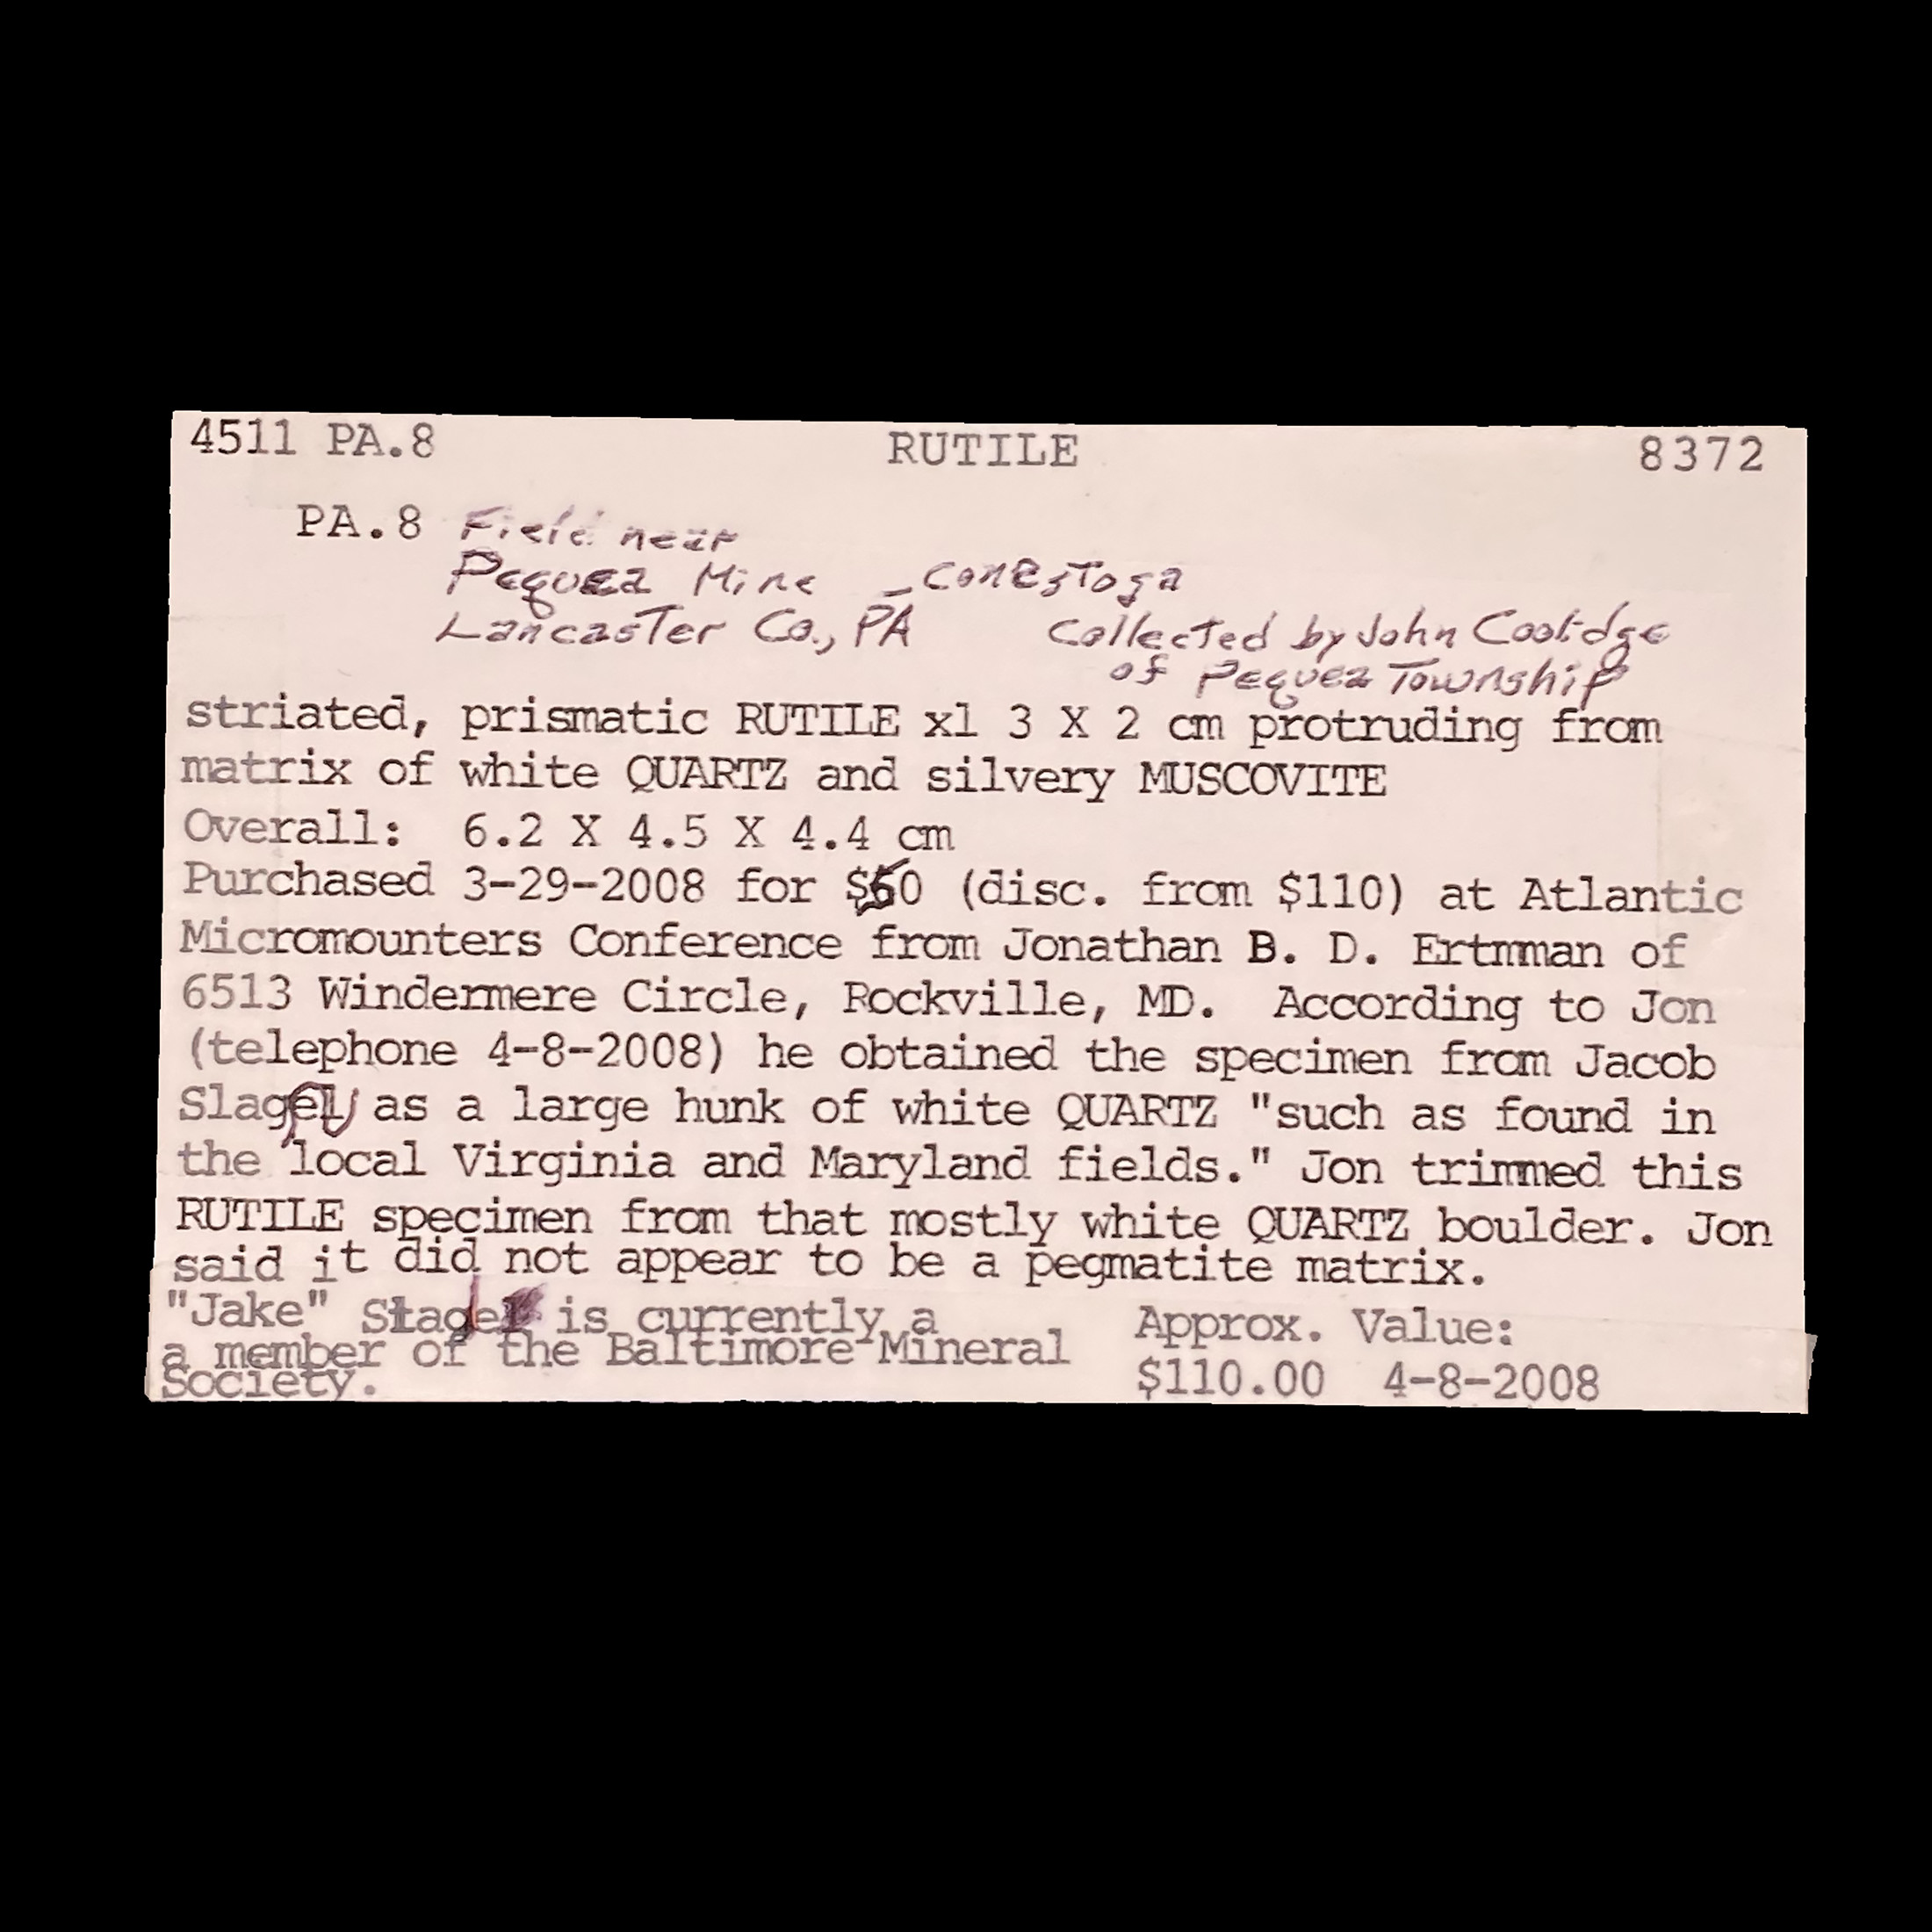 4511 PA.8 RUTILE 8372
PA.8 Field near
Pequea Mine - Conestoga
Lancaster Co., PA Collected by John Coolidge
of Pequea Township
striated, prismatic RUTILE xl 3 X 2 cm protruding from
matrix of white QUARTZ and silvery MUSCOVITE
Overall: 6.2 X 4.5 X 4.4 cm
Purchased 3-29-2008 for (disc. from $110) at Atlantic
Micromounters Conference from Jonathan B. D. Ertmman of
6513 Windermere Circle, Rockville, MD. According to Jon
(telephone 4-8-2008) he obtained the specimen from Jacob
as a large hunk of white QUARTZ "such as found in
the local Virginia and Maryland fields." Jon trimmed this
RUTILE specimen from that mostly white QUARTZ boulder. Jon
said it did not appear to be a pegmatite matrix.
"Jake" is currently a
a member of the Baltimore Mineral
Society.
Approx. Value:
$110.00 4-8-2008